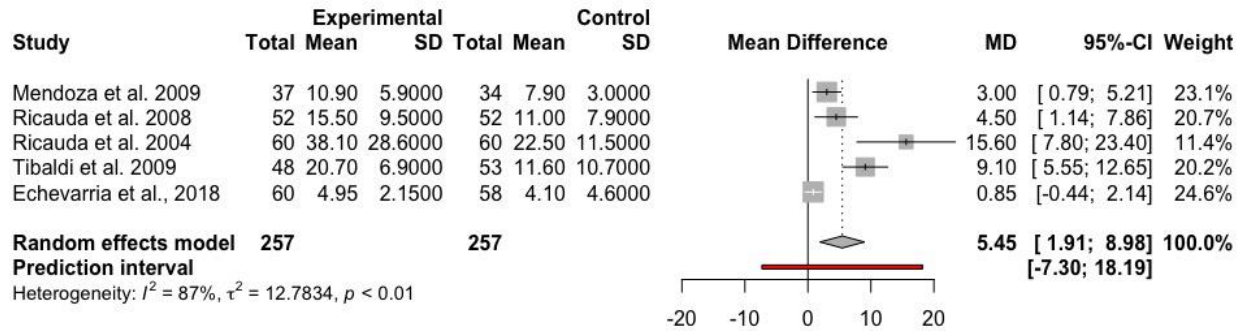 Experimental Control
Study Total Mean SD Total Mean SD Mean Difference MD 95%-CI Weight
Mendoza et al. 2009 37 10.90 5.9000 34 7.90 3.0000 3.00 [ 0.79; 5.21] 23.1%
Ricauda et al. 2008 52 15.50 9.5000 52 11.00 7.9000 4.50 [ 1.14; 7.86] 20.7%
Ricauda et al. 2004 60 38.10 28.6000 60 22.50 11.5000 15.60 [ 7.80; 23.40] 11.4%
Tibaldi et al. 2009 48 20.70 6.9000 53 11.60 10.7000 9.10 [ 5.55; 12.65] 20.2%
Echevarria et al., 2018 60 4.95 2.1500 58 4.10 4.6000 0.85 [-0.44; 2.14] 24.6%
Random effects model 257 257 5.45 [ 1.91; 8.98] 100.0%
Prediction interval [-7.30; 18.19]
Heterogeneity: I² = 87%, τ² = 12.7834, p < 0.01
-20 -10 0 10 20